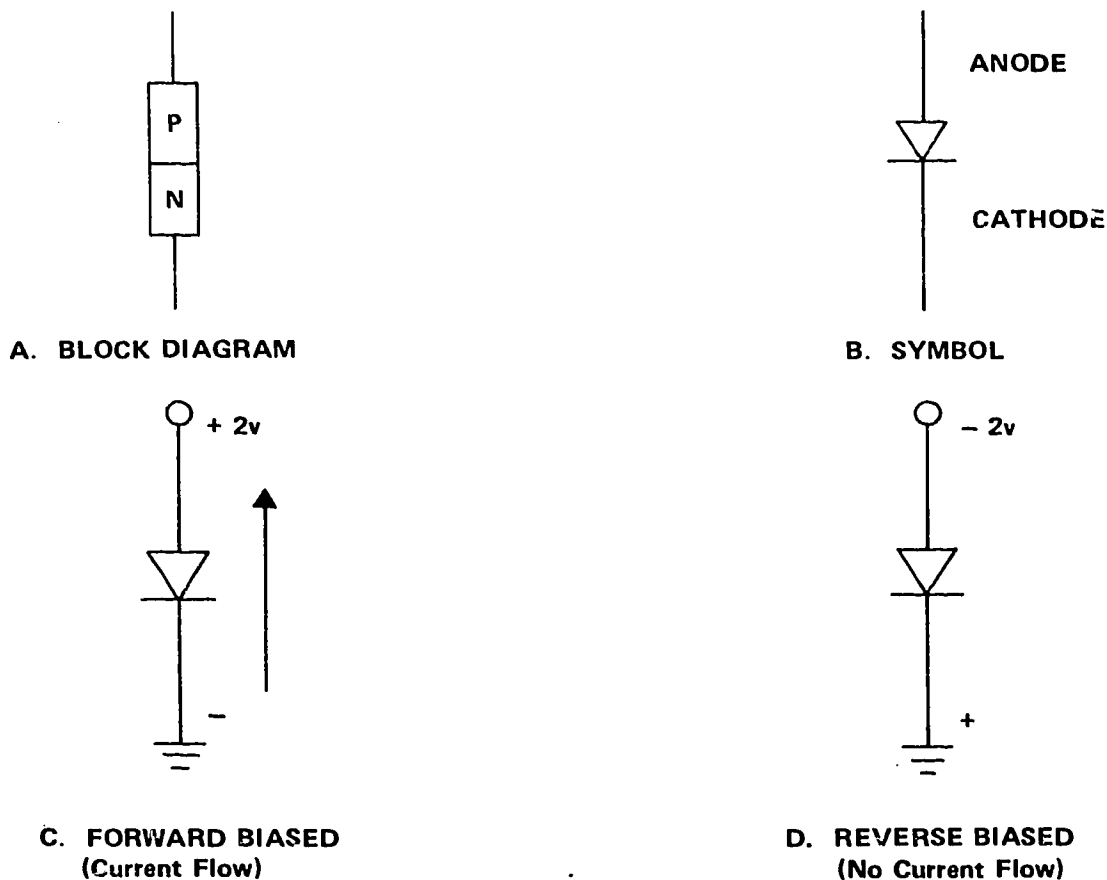 P
N
ANODE
CATHODE
A. BLOCK DIAGRAM
B. SYMBOL
+ 2v
-
C. FORWARD BIASED
(Current Flow)
– 2v
+
D. REVERSE BIASED
(No Current Flow)